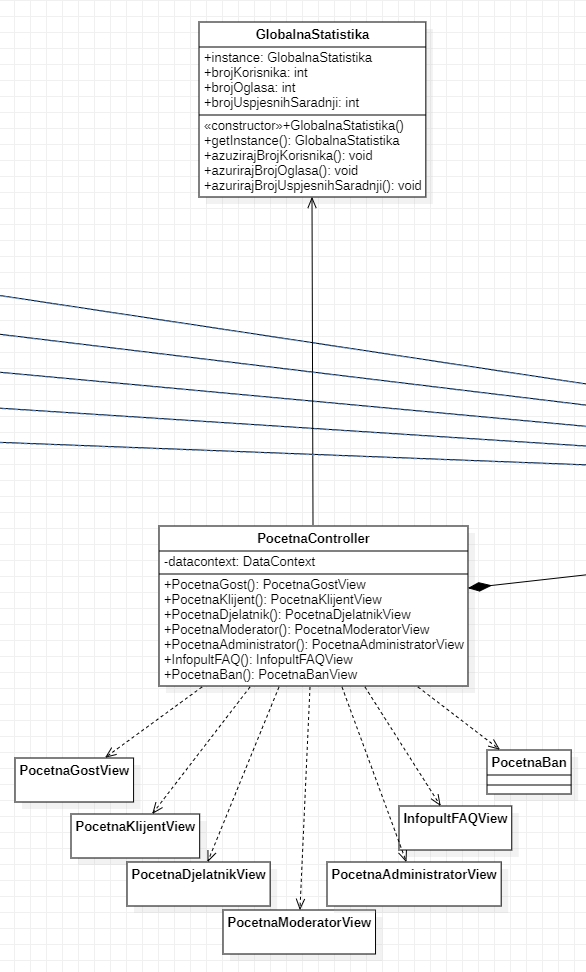 GlobalnaStatistika
+instance: GlobalnaStatistika
+brojKorisnika: int
+brojOglasa: int
+brojUspjesnihSaradnji: int
«constructor»+GlobalnaStatistika()
+getInstance(): GlobalnaStatistika
+azuzirajBrojKorisnika(): void
+azurirajBrojOglasa(): void
+azurirajBrojUspjesnihSaradnji(): void
PocetnaController
-datacontext: DataContext
+PocetnaGost(): PocetnaGostView
+PocetnaKlijent(): PocetnaKlijentView
+PocetnaDjelatnik(): PocetnaDjelatnikView
+PocetnaModerator(): PocetnaModeratorView
+PocetnaAdministrator(): PocetnaAdministratorView
+InfopultFAQ(): InfopultFAQView
+PocetnaBan(): PocetnaBanView
PocetnaBan
PocetnaGostView
InfopultFAQView
PocetnaKlijentView
PocetnaDjelatnikView
PocetnaAdministratorView
PocetnaModeratorView